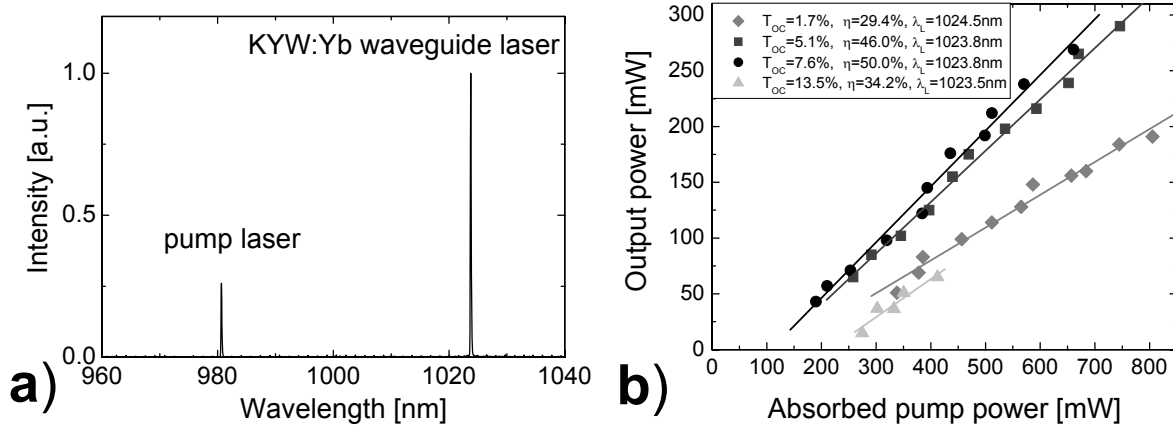 KYW:Yb waveguide laser
pump laser
Intensity [a.u.]
1.0
0.5
0.0
960 980 1000 1020 1040
Wavelength [nm]
a)
T_OC=1.7%, η=29.4%, λ_L=1024.5nm
T_OC=5.1%, η=46.0%, λ_L=1023.8nm
T_OC=7.6%, η=50.0%, λ_L=1023.8nm
T_OC=13.5%, η=34.2%, λ_L=1023.5nm
Output power [mW]
300
250
200
150
100
50
0
0 100 200 300 400 500 600 700 800
Absorbed pump power [mW]
b)